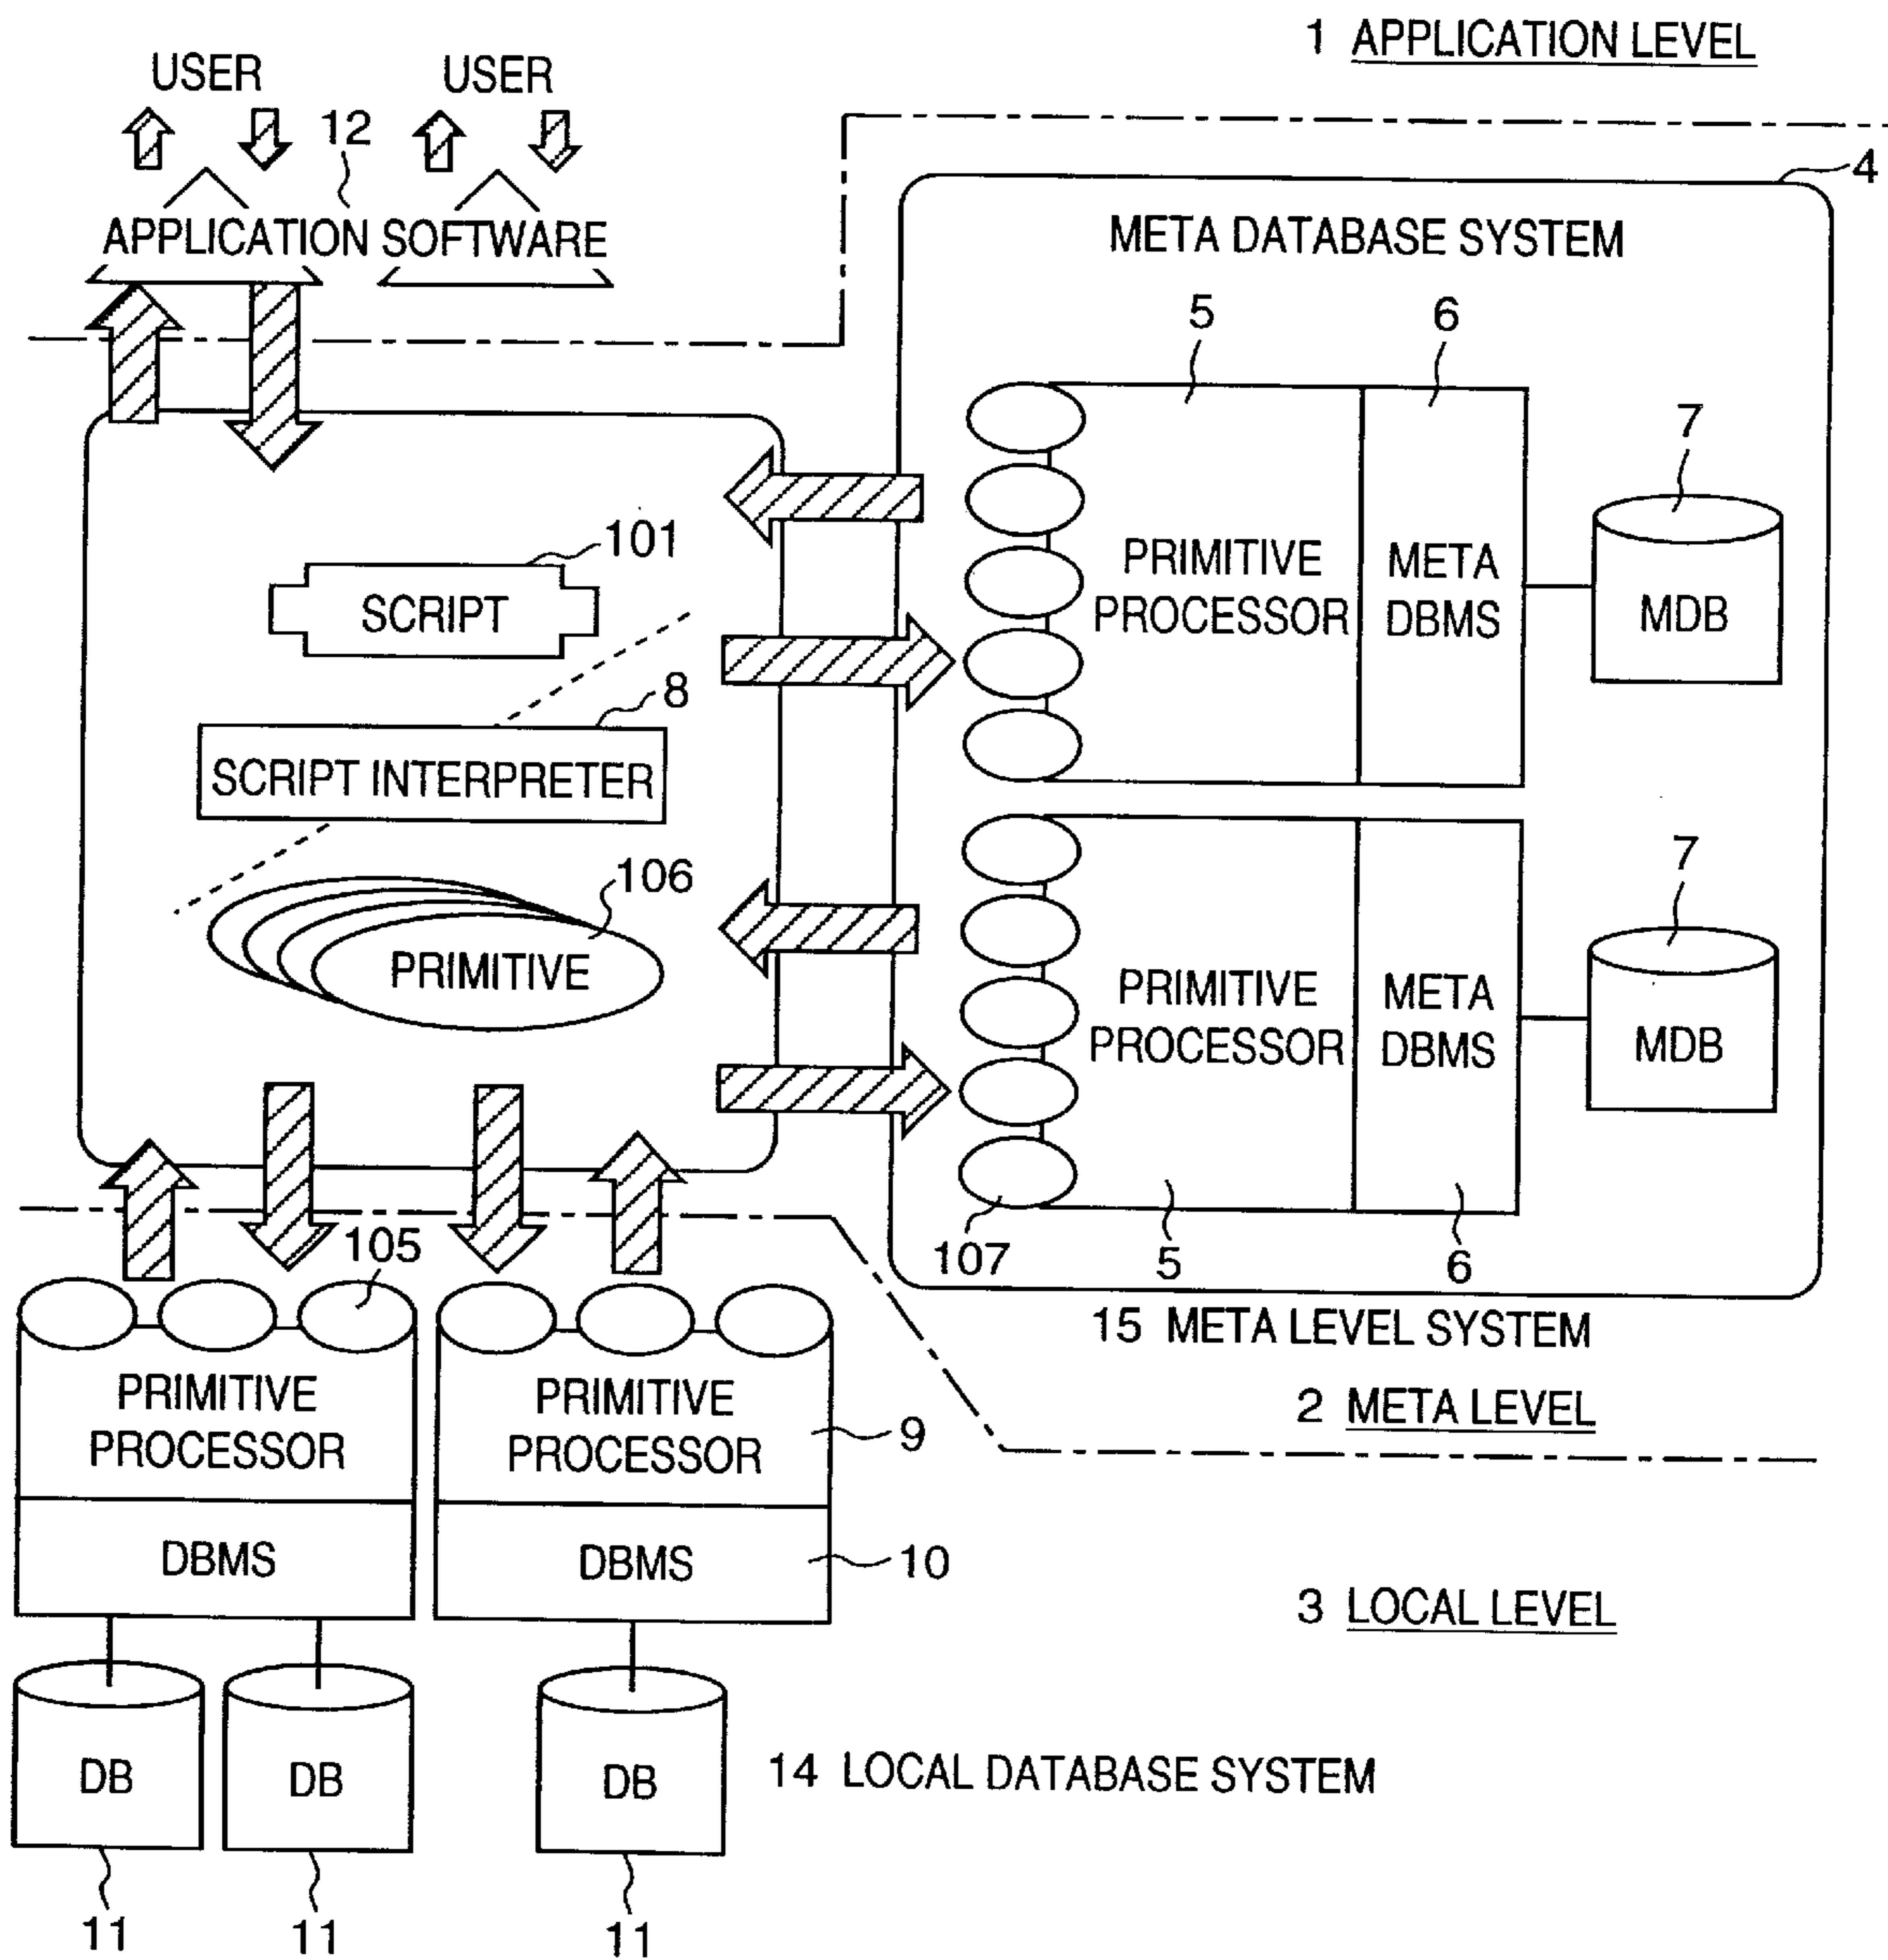 1 APPLICATION LEVEL
USER
USER
12
APPLICATION SOFTWARE
4
META DATABASE SYSTEM
5
6
7
PRIMITIVE
PROCESSOR
META
DBMS
MDB
101
SCRIPT
8
SCRIPT INTERPRETER
106
PRIMITIVE
7
PRIMITIVE
PROCESSOR
META
DBMS
MDB
107
5
6
15 META LEVEL SYSTEM
2 META LEVEL
105
PRIMITIVE
PROCESSOR
PRIMITIVE
PROCESSOR
9
DBMS
DBMS
10
3 LOCAL LEVEL
DB
DB
DB
14 LOCAL DATABASE SYSTEM
11
11
11